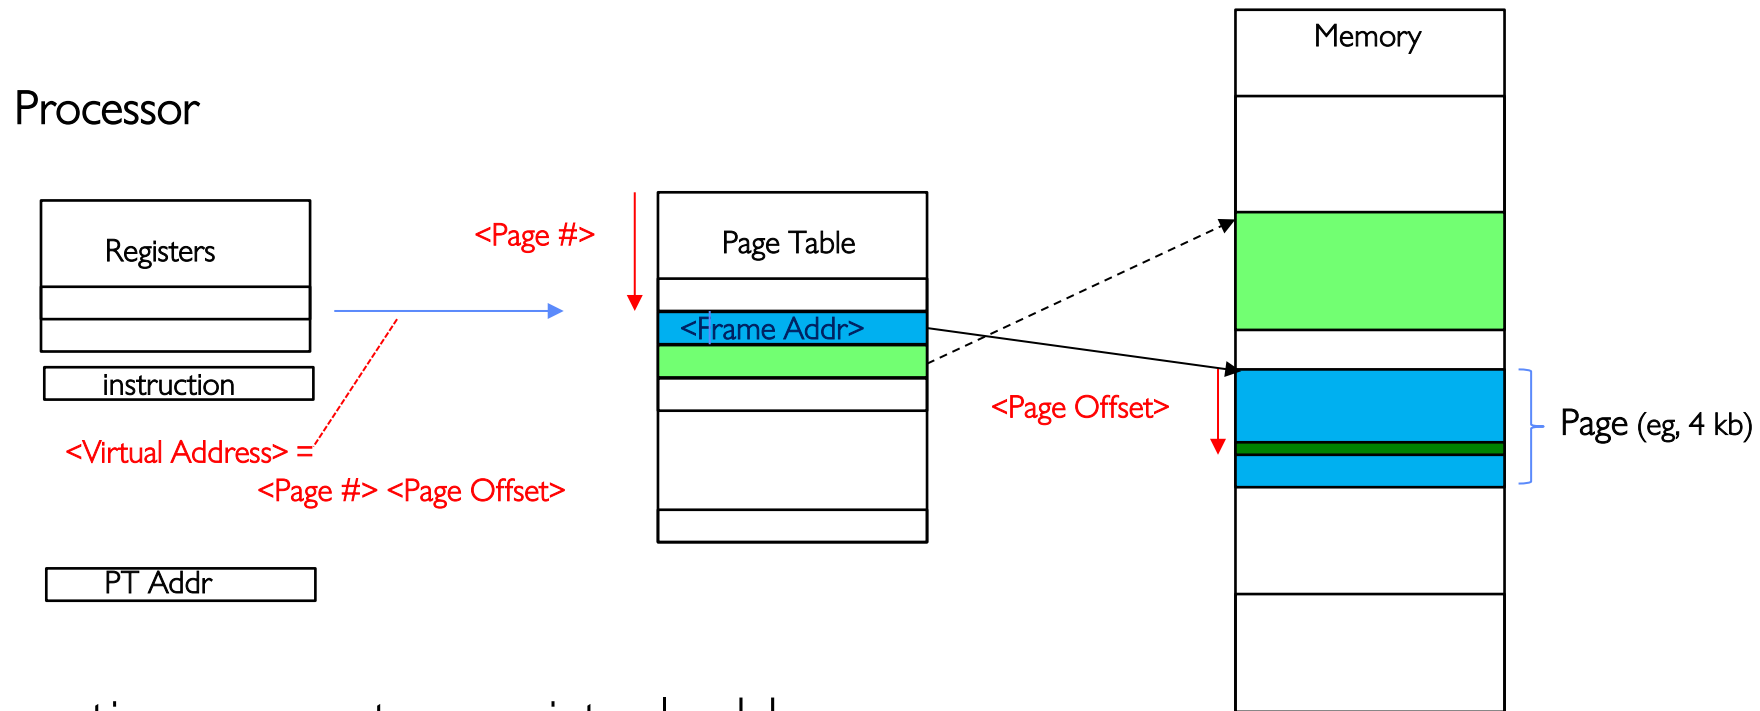 Memory
Processor
Registers
<Page #>
Page Table
<Frame Addr>
instruction
<Page Offset>
Page (eg, 4 kb)
<Virtual Address> =
<Page #> <Page Offset>
PT Addr